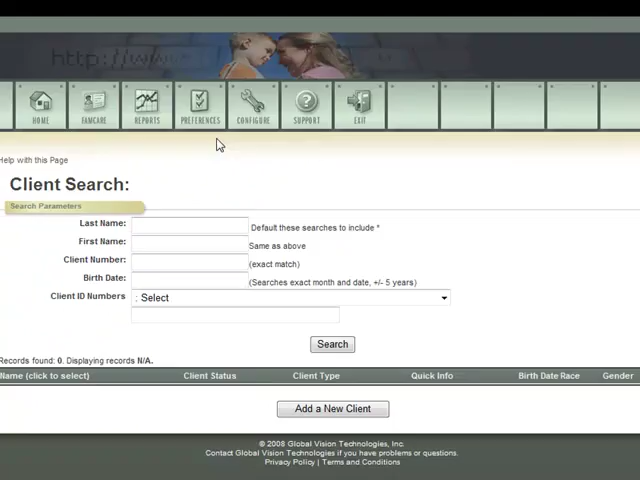 http://www
HOME FAMCARE REPORTS PREFERENCES CONFIGURE SUPPORT EXIT
Help with this Page
Client Search:
Search Parameters
Last Name: Default these searches to include *
First Name: Same as above
Client Number: (exact match)
Birth Date: (Searches exact month and date, +/- 5 years)
Client ID Numbers : Select
Search
Records found: 0. Displaying records N/A.
Name (click to select) Client Status Client Type Quick Info Birth Date Race Gender
Add a New Client
© 2008 Global Vision Technologies, Inc.
Contact Global Vision Technologies if you have problems or questions.
Privacy Policy | Terms and Conditions